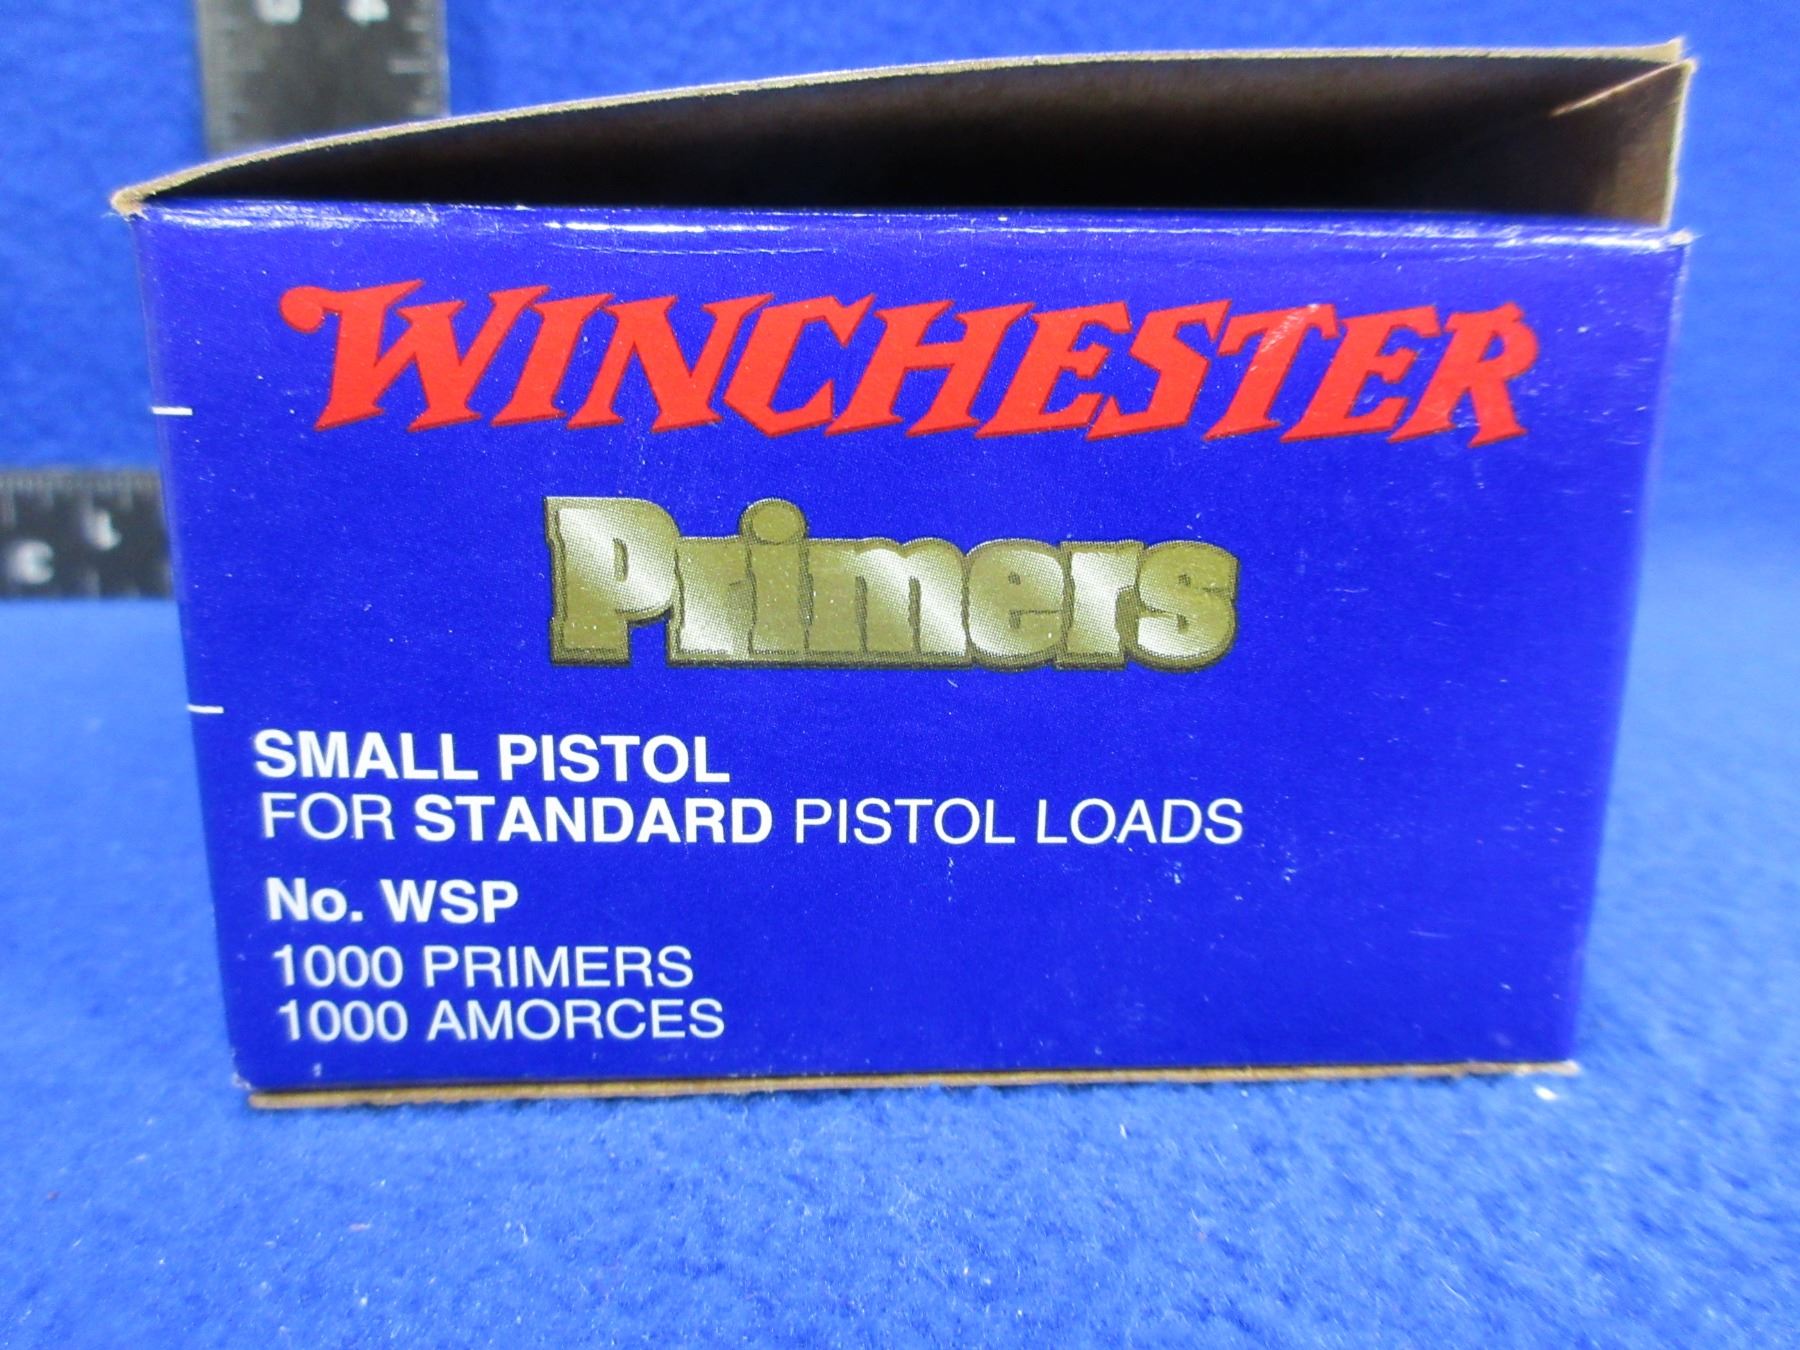 WINCHESTER
Primers
SMALL PISTOL
FOR STANDARD PISTOL LOADS
No. WSP
1000 PRIMERS
1000 AMORCES